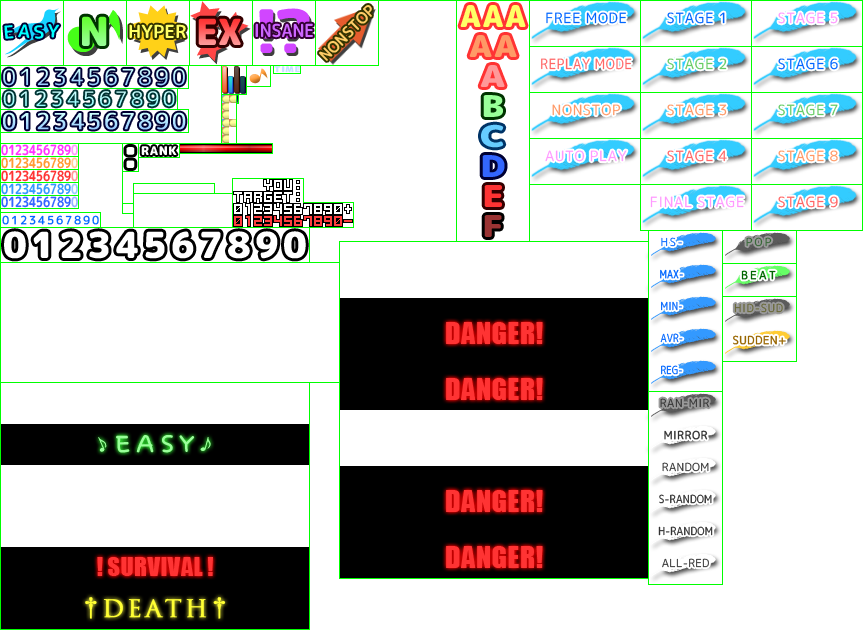 EASY N HYPER EX INSANE !? NONSTOP
AAA
AA
A
B
C
D
E
F
FREE MODE STAGE 1 STAGE 5
REPLAY MODE STAGE 2 STAGE 6
NONSTOP STAGE 3 STAGE 7
AUTO PLAY STAGE 4 STAGE 8
FINAL STAGE STAGE 9
TIME
01234567890
01234567890
01234567890
01234567890
01234567890
01234567890
01234567890
01234567890
RANK
YOU:
TARGET:
01234567890+
01234567890-
01234567890
01234567890
HS- POP
MAX- BEAT
MIN- HID-SUD
AVR- SUDDEN+
REG-
RAN-MIR
MIRROR
RANDOM
S-RANDOM
H-RANDOM
ALL-RED
DANGER!
DANGER!
DANGER!
DANGER!
♪EASY♪
!SURVIVAL!
†DEATH†